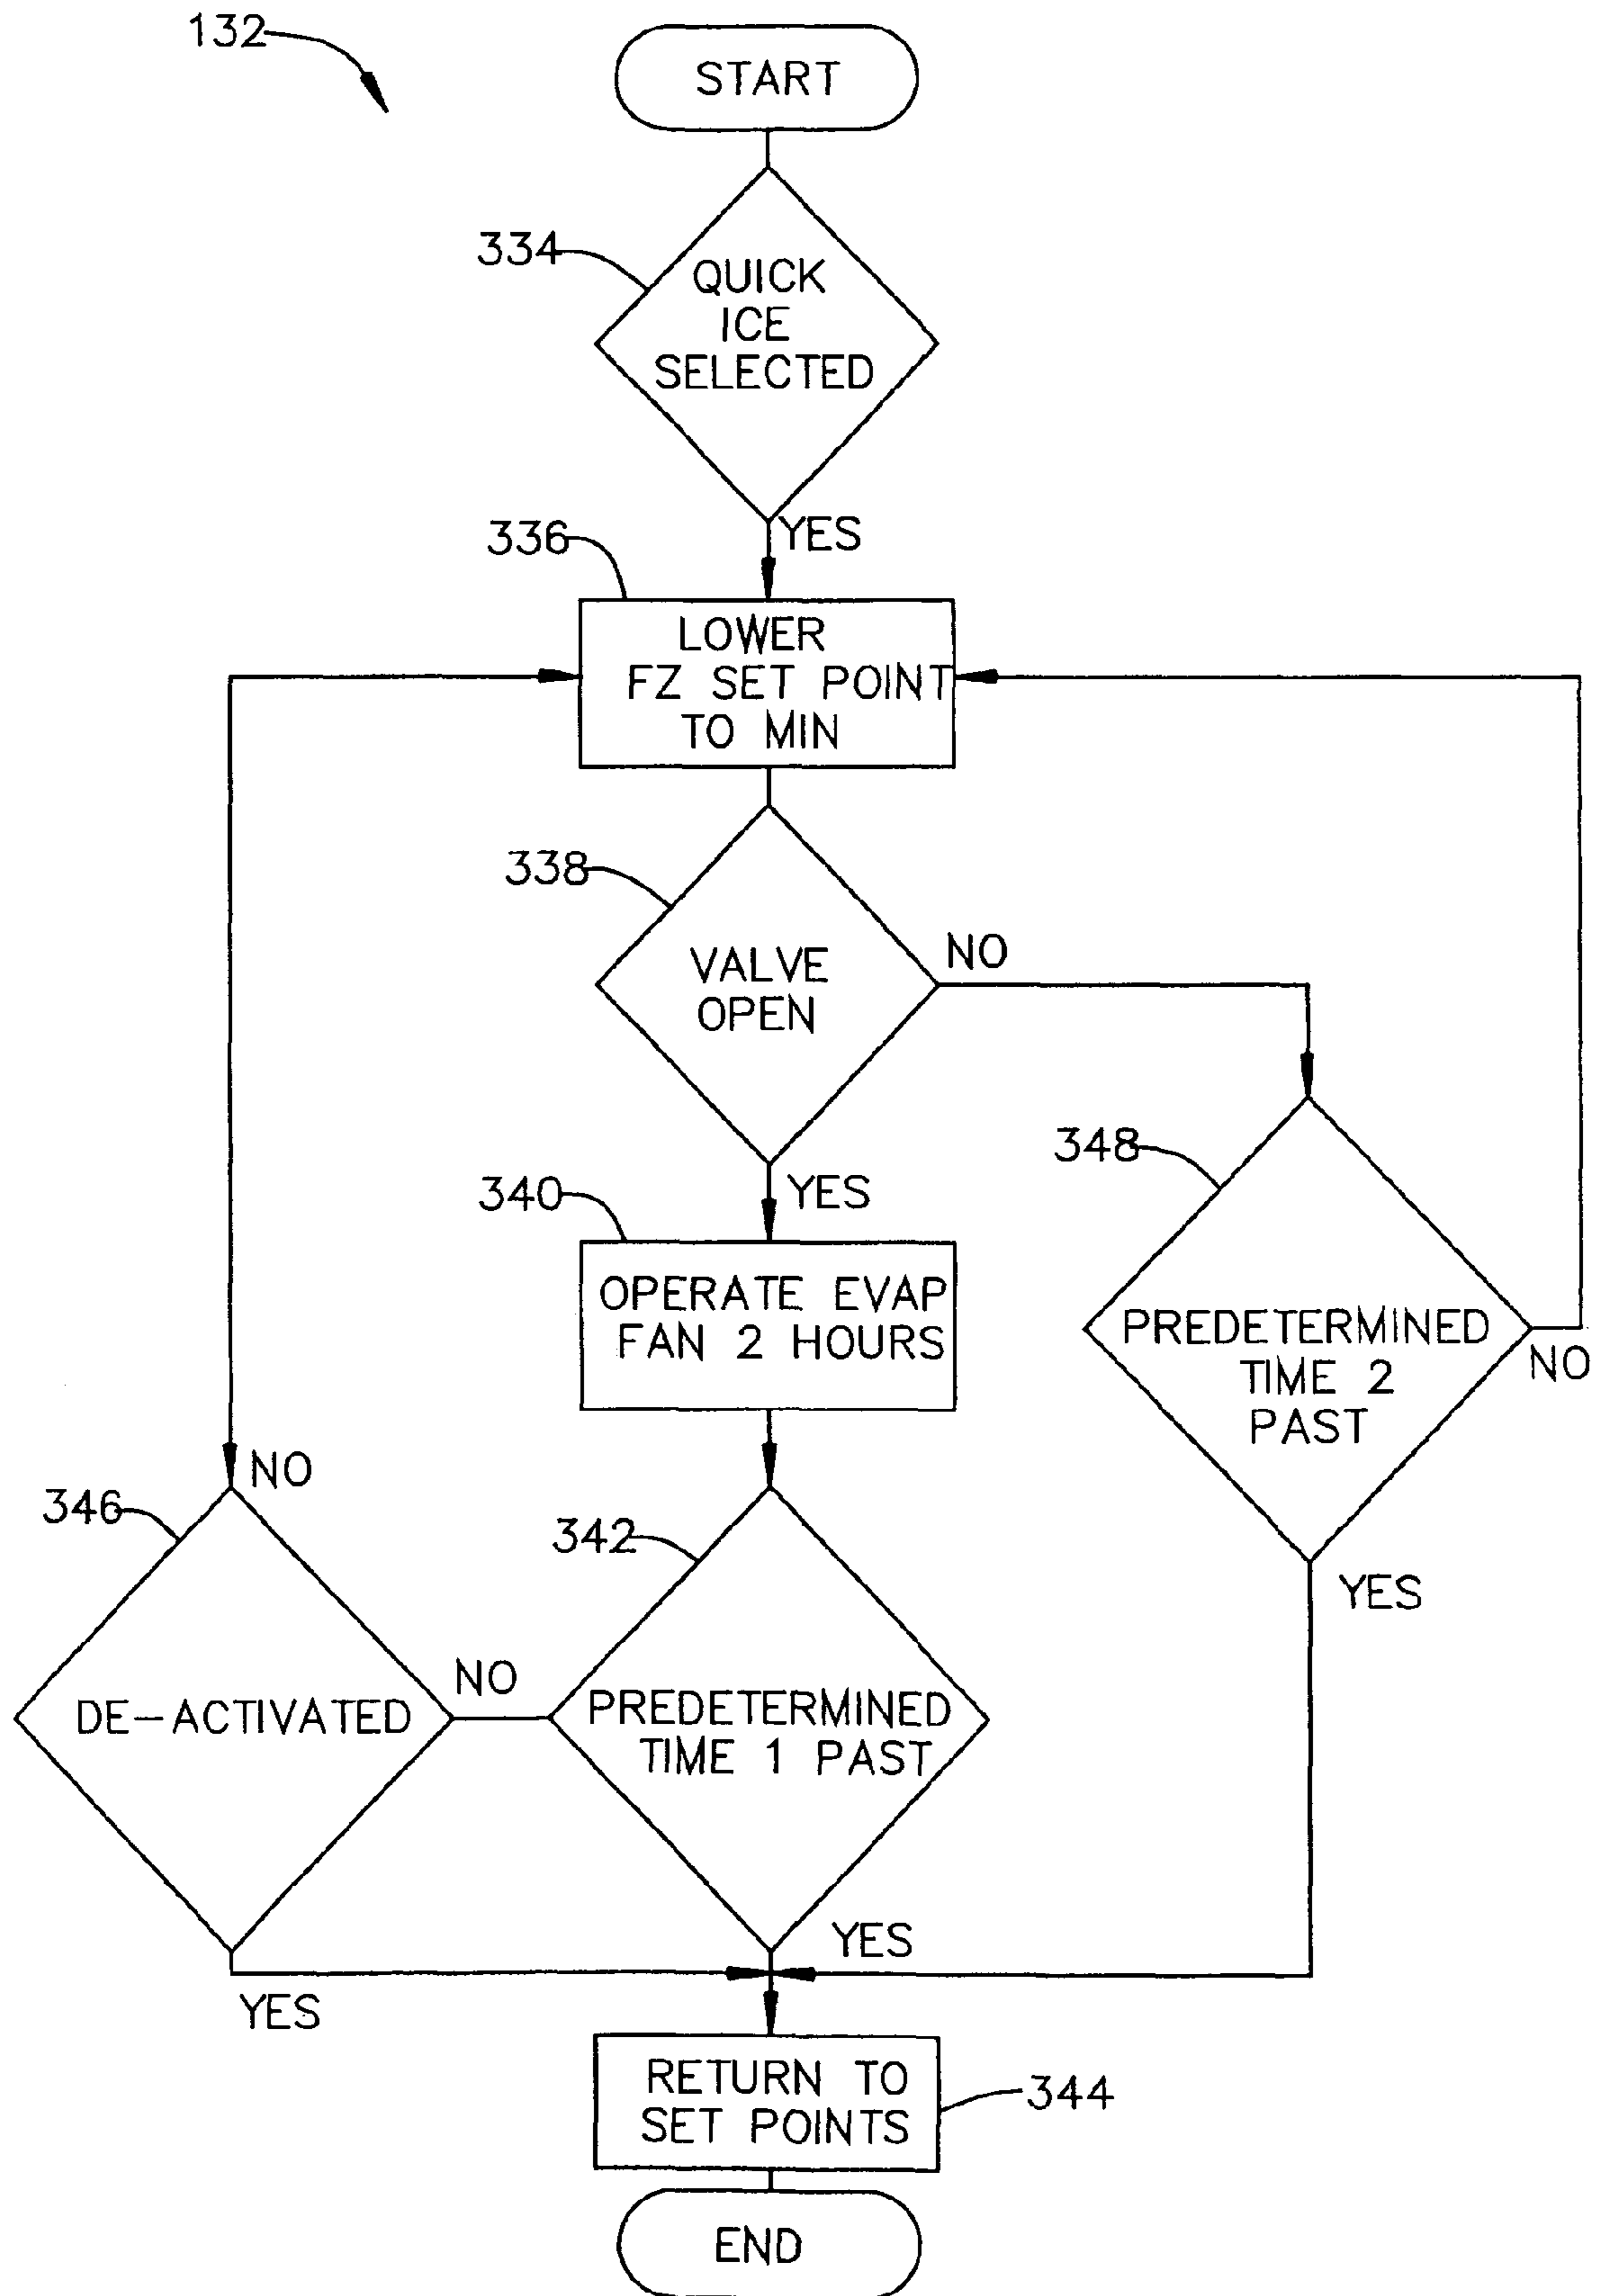 132
START
334
QUICK
ICE
SELECTED
YES
336
LOWER
FZ SET POINT
TO MIN
338
VALVE
OPEN
NO
YES
340
OPERATE EVAP
FAN 2 HOURS
348
PREDETERMINED
TIME 2
PAST
NO
YES
NO
346
DE-ACTIVATED
NO
342
PREDETERMINED
TIME 1 PAST
YES
YES
RETURN TO
SET POINTS
344
END